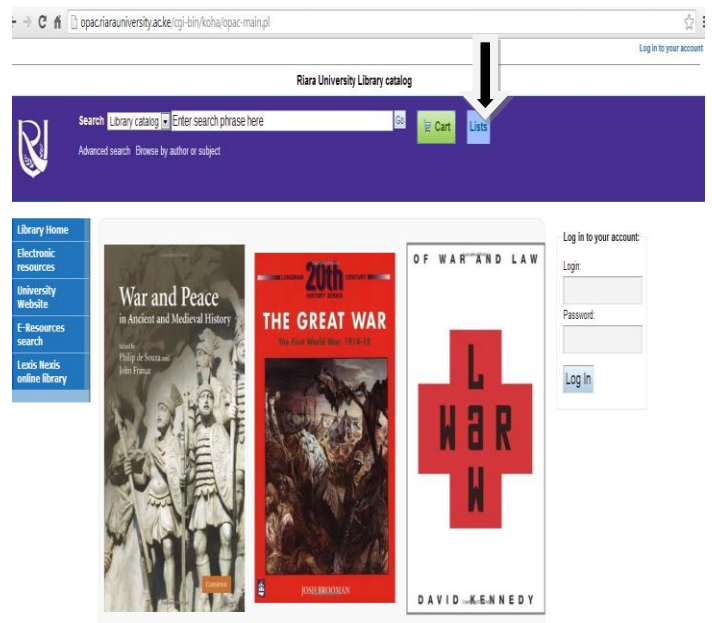 opac.riarauniversity.ac.ke/cgi-bin/koha/opac-main.pl
Log in to your account
Riara University Library catalog
Search Library catalog Enter search phrase here Go Cart Lists
Advanced search Browse by author or subject
Library Home
Electronic
resources
University
Website
E-Resources
search
Lexis Nexis
online library
War and Peace
in Ancient and Medieval History
Edited by
Philip de Souza and
John France
CAMBRIDGE
LONGMAN 20th CENTURY
HISTORY SERIES
THE GREAT WAR
The First World War, 1914-18
JOSH BROOMAN
OF WAR AND LAW
L
WaR
W
DAVID KENNEDY
Log in to your account:
Login:
Password:
Log In